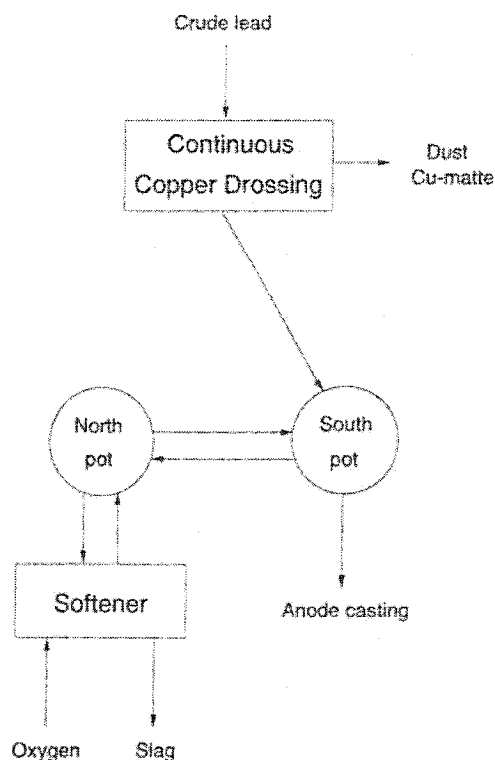 Crude lead
Continuous
Copper Drossing
Dust
Cu-matte
North
pot
South
pot
Softener
Anode casting
Oxygen
Slag